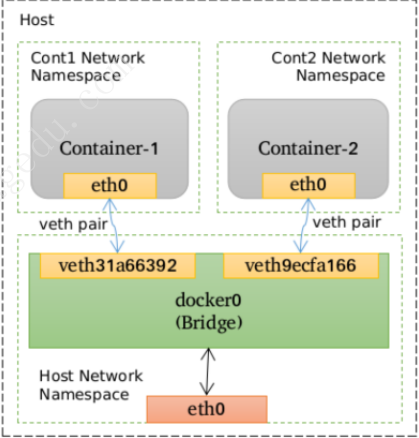 Host
Cont1 Network
Namespace
Cont2 Network
Namespace
Container-1
eth0
Container-2
eth0
veth pair
veth pair
veth31a66392
veth9ecfa166
docker0
(Bridge)
Host Network
Namespace
eth0